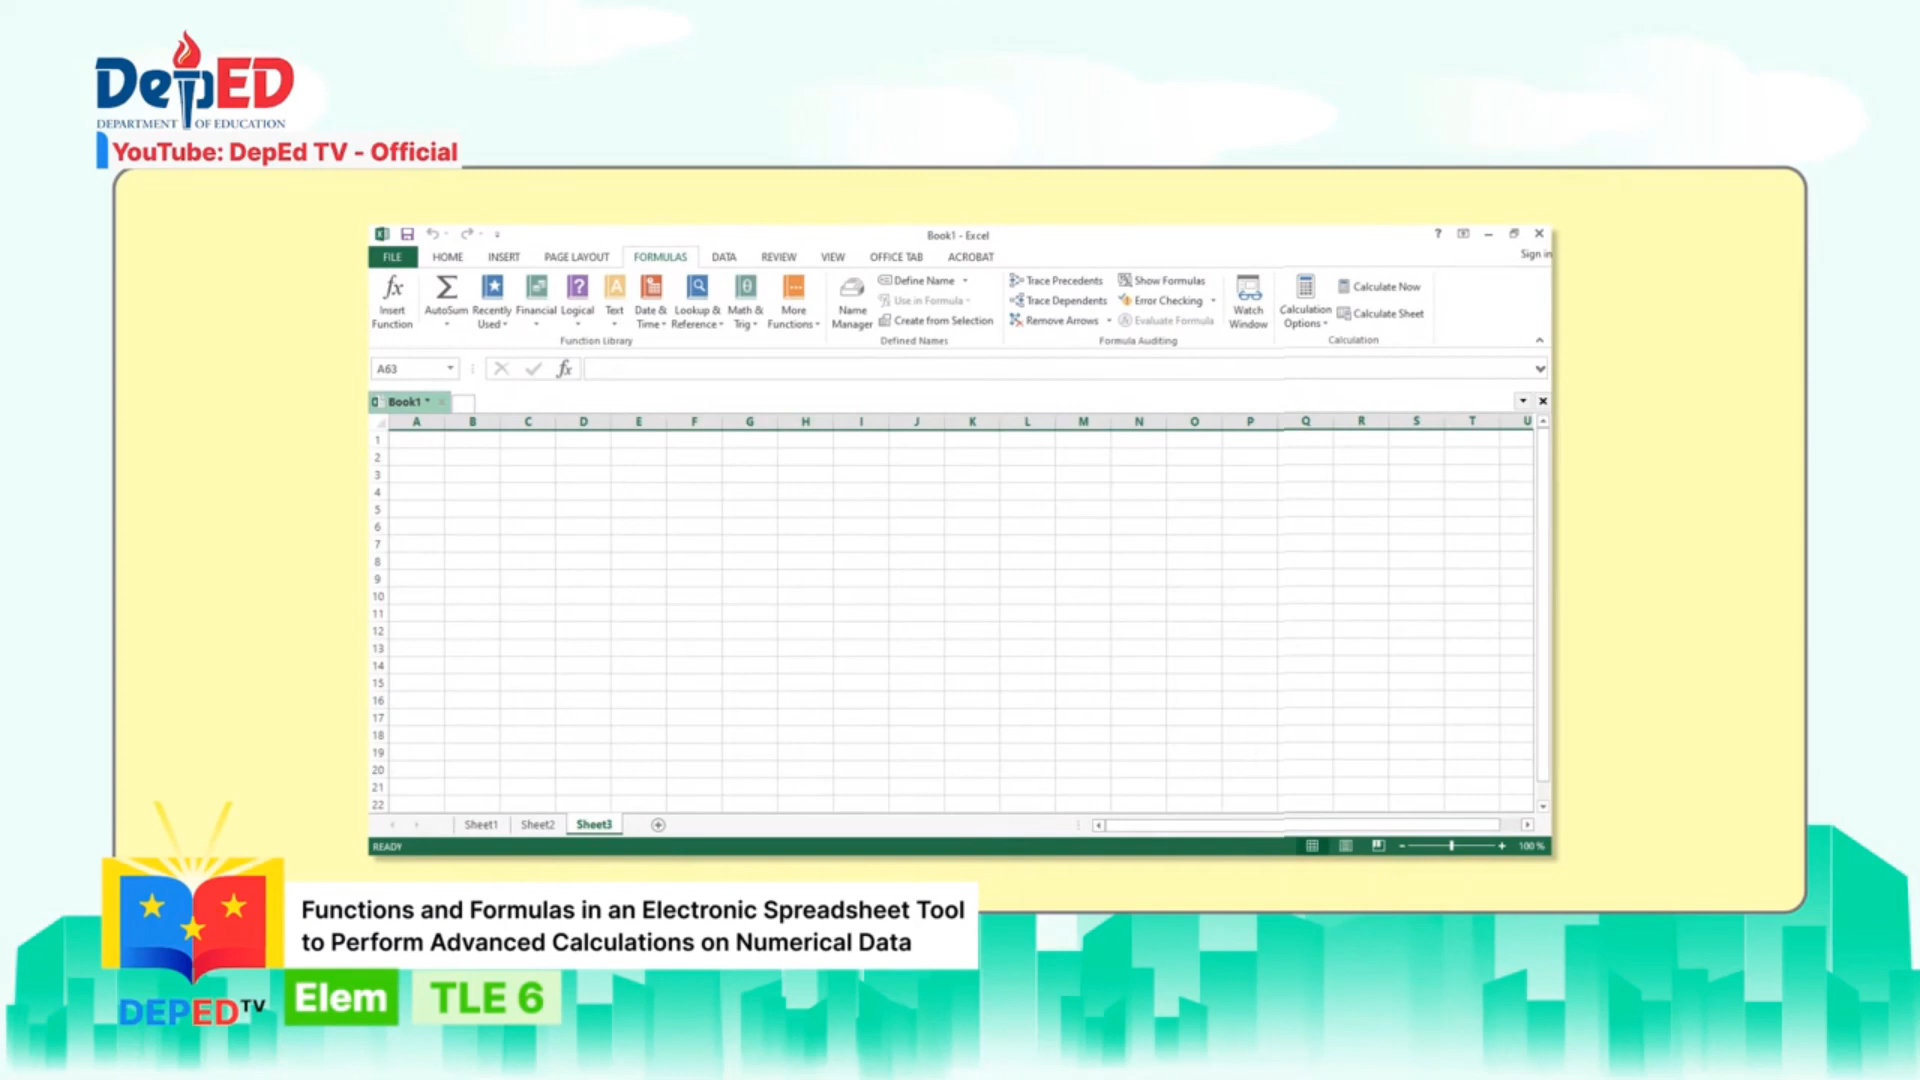 DepED
DEPARTMENT OF EDUCATION
YouTube: DepEd TV - Official
Book1 - Excel
?
FILE HOME INSERT PAGE LAYOUT FORMULAS DATA REVIEW VIEW OFFICE TAB ACROBAT Sign in
fx Insert Function
Σ AutoSum
Recently Used
Financial
Logical
Text
Date & Time
Lookup & Reference
Math & Trig
More Functions
Function Library
Name Manager
Define Name
Use in Formula
Create from Selection
Defined Names
Trace Precedents
Trace Dependents
Remove Arrows
Show Formulas
Error Checking
Evaluate Formula
Formula Auditing
Watch Window
Calculation Options
Calculate Now
Calculate Sheet
Calculation
A63 fx
Book1 *
A B C D E F G H I J K L M N O P Q R S T U
1
2
3
4
5
6
7
8
9
10
11
12
13
14
15
16
17
18
19
20
21
22
Sheet1 Sheet2 Sheet3
READY 100%
Functions and Formulas in an Electronic Spreadsheet Tool
to Perform Advanced Calculations on Numerical Data
DEPED TV
Elem TLE 6